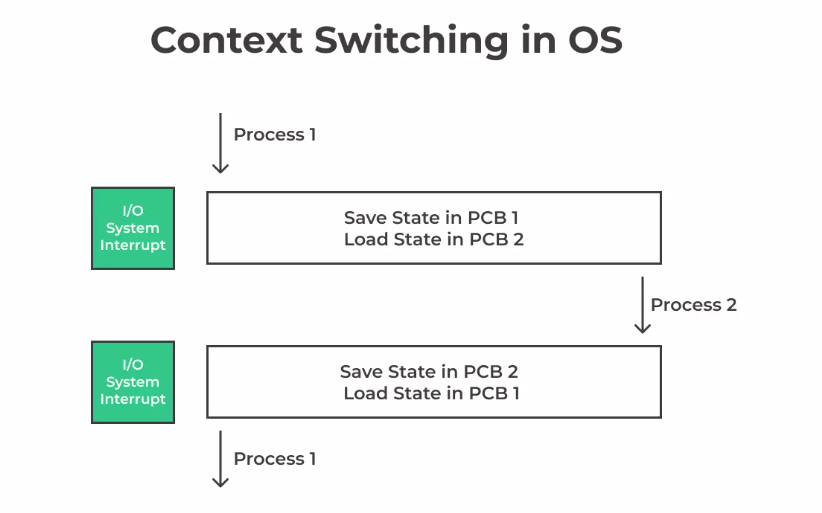 Context Switching in OS
Process 1
I/O
System
Interrupt
Save State in PCB 1
Load State in PCB 2
Process 2
I/O
System
Interrupt
Save State in PCB 2
Load State in PCB 1
Process 1